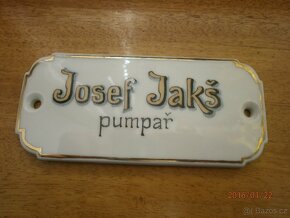 Josef Jakš
pumpař
2016/01/22
Bazos.cz